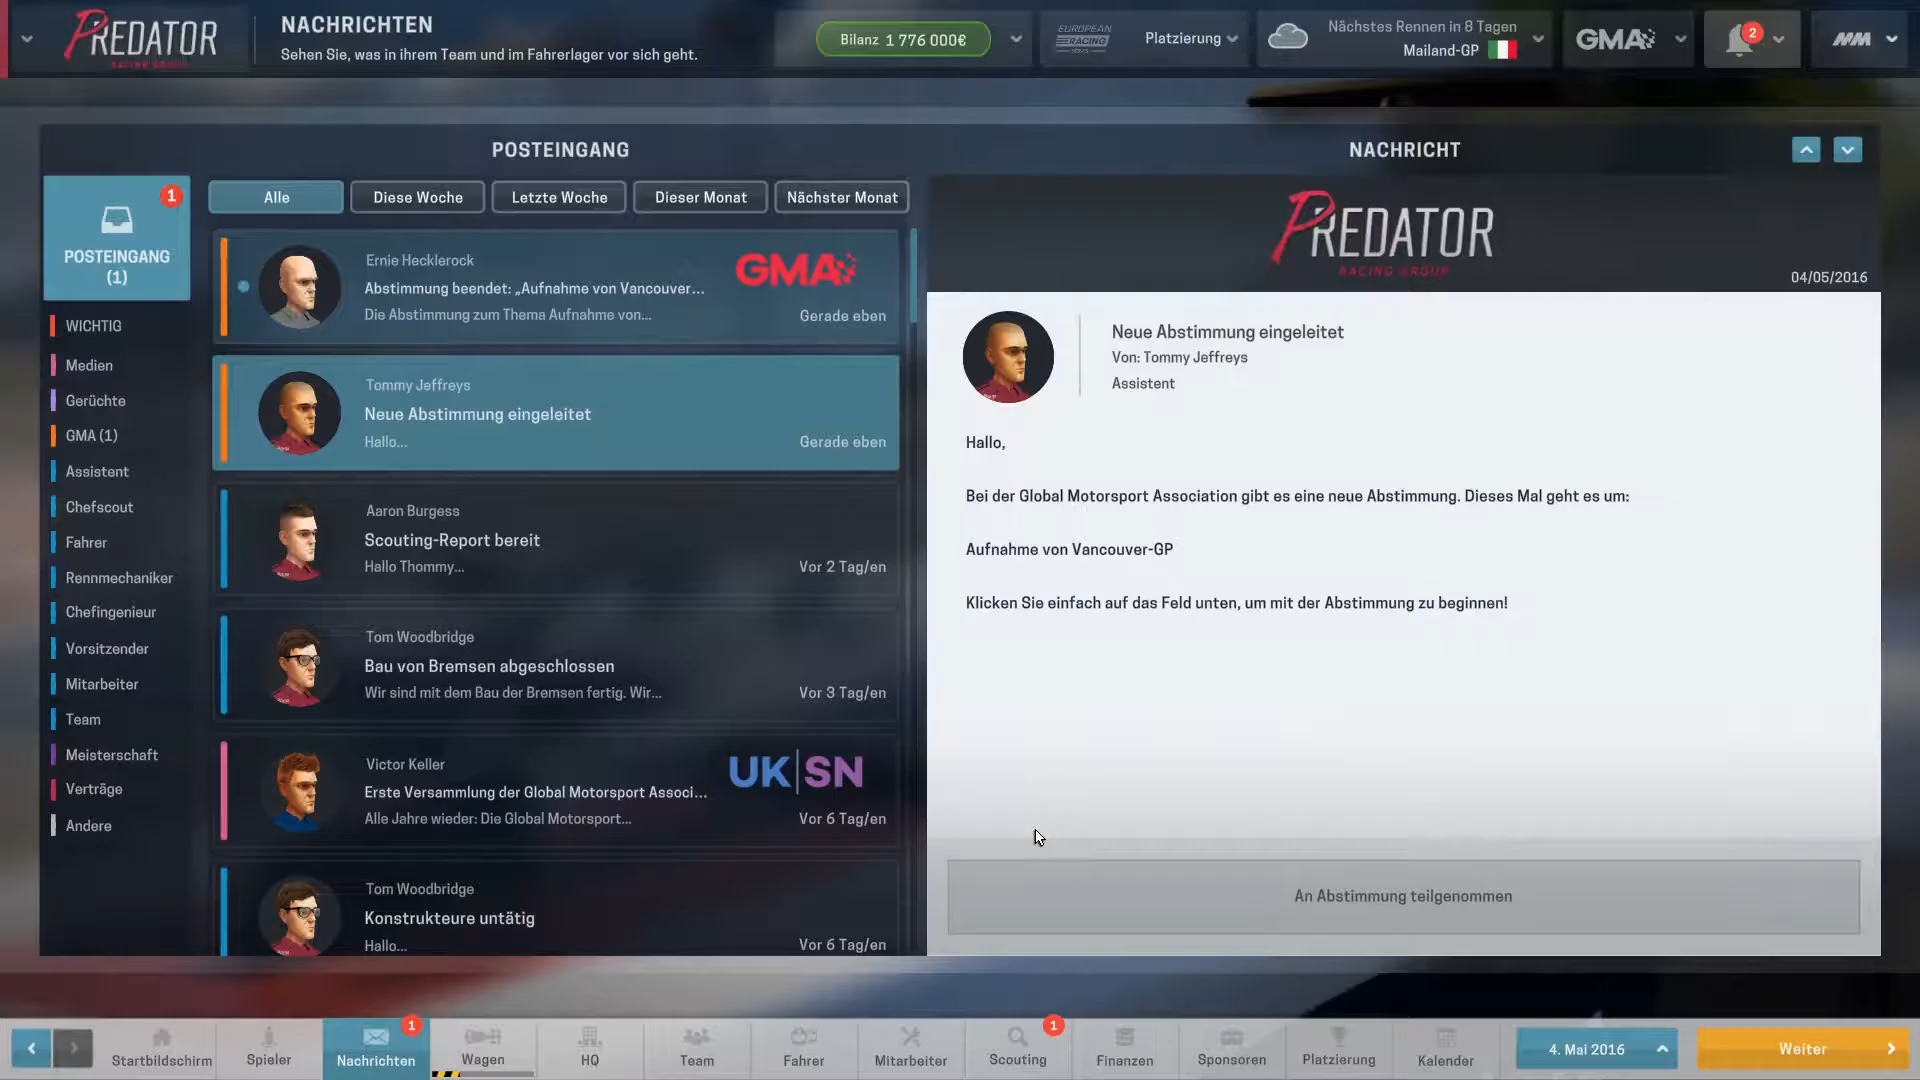 PREDATOR
RACING GROUP
NACHRICHTEN
Sehen Sie, was in ihrem Team und im Fahrerlager vor sich geht.
Bilanz 1 776 000€
EUROPEAN
RACING
Platzierung
Nächstes Rennen in 8 Tagen
Mailand-GP
GMA
2
POSTEINGANG
NACHRICHT
1
POSTEINGANG
(1)
WICHTIG
Medien
Gerüchte
GMA (1)
Assistent
Chefscout
Fahrer
Rennmechaniker
Chefingenieur
Vorsitzender
Mitarbeiter
Team
Meisterschaft
Verträge
Andere
Alle
Diese Woche
Letzte Woche
Dieser Monat
Nächster Monat
Ernie Hecklerock
GMA
Abstimmung beendet: „Aufnahme von Vancouver...
Die Abstimmung zum Thema Aufnahme von...
Gerade eben
Tommy Jeffreys
Neue Abstimmung eingeleitet
Hallo...
Gerade eben
Aaron Burgess
Scouting-Report bereit
Hallo Thommy...
Vor 2 Tag/en
Tom Woodbridge
Bau von Bremsen abgeschlossen
Wir sind mit dem Bau der Bremsen fertig. Wir...
Vor 3 Tag/en
Victor Keller
UK|SN
Erste Versammlung der Global Motorsport Associ...
Alle Jahre wieder: Die Global Motorsport...
Vor 6 Tag/en
Tom Woodbridge
Konstrukteure untätig
Hallo...
Vor 6 Tag/en
PREDATOR
RACING GROUP
04/05/2016
Neue Abstimmung eingeleitet
Von: Tommy Jeffreys
Assistent
Hallo,
Bei der Global Motorsport Association gibt es eine neue Abstimmung. Dieses Mal geht es um:
Aufnahme von Vancouver-GP
Klicken Sie einfach auf das Feld unten, um mit der Abstimmung zu beginnen!
An Abstimmung teilgenommen
Startbildschirm
Spieler
1
Nachrichten
Wagen
HQ
Team
Fahrer
Mitarbeiter
1
Scouting
Finanzen
Sponsoren
Platzierung
Kalender
4. Mai 2016
Weiter